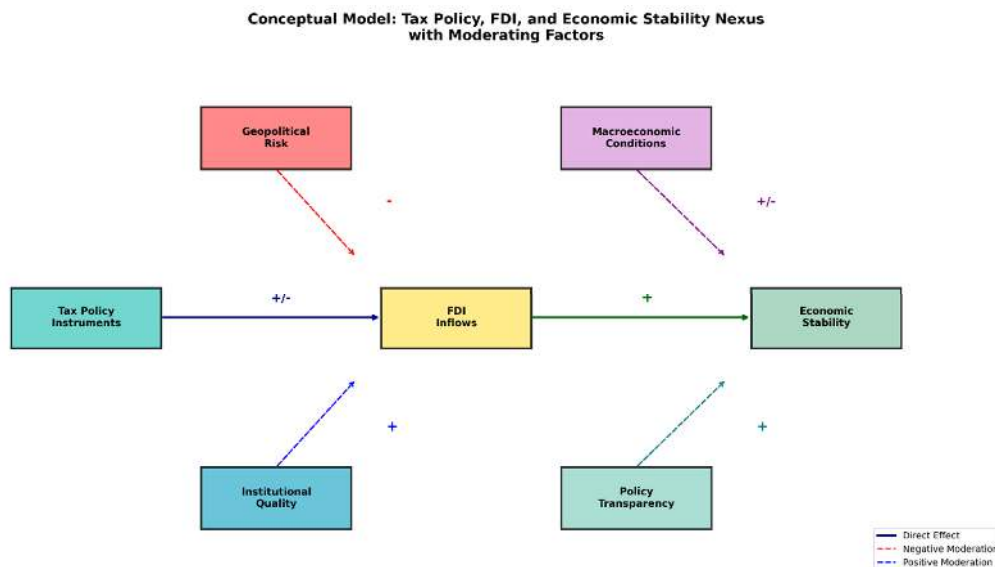 Conceptual Model: Tax Policy, FDI, and Economic Stability Nexus
with Moderating Factors
Geopolitical
Risk
Macroeconomic
Conditions
-
+/-
Tax Policy
Instruments
+/-
FDI
Inflows
+
Economic
Stability
+
+
Institutional
Quality
Policy
Transparency
Direct Effect
Negative Moderation
Positive Moderation